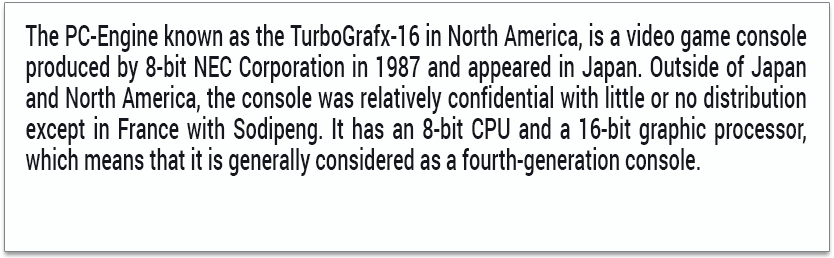 The PC-Engine known as the TurboGrafx-16 in North America, is a video game console
produced by 8-bit NEC Corporation in 1987 and appeared in Japan. Outside of Japan
and North America, the console was relatively confidential with little or no distribution
except in France with Sodipeng. It has an 8-bit CPU and a 16-bit graphic processor,
which means that it is generally considered as a fourth-generation console.